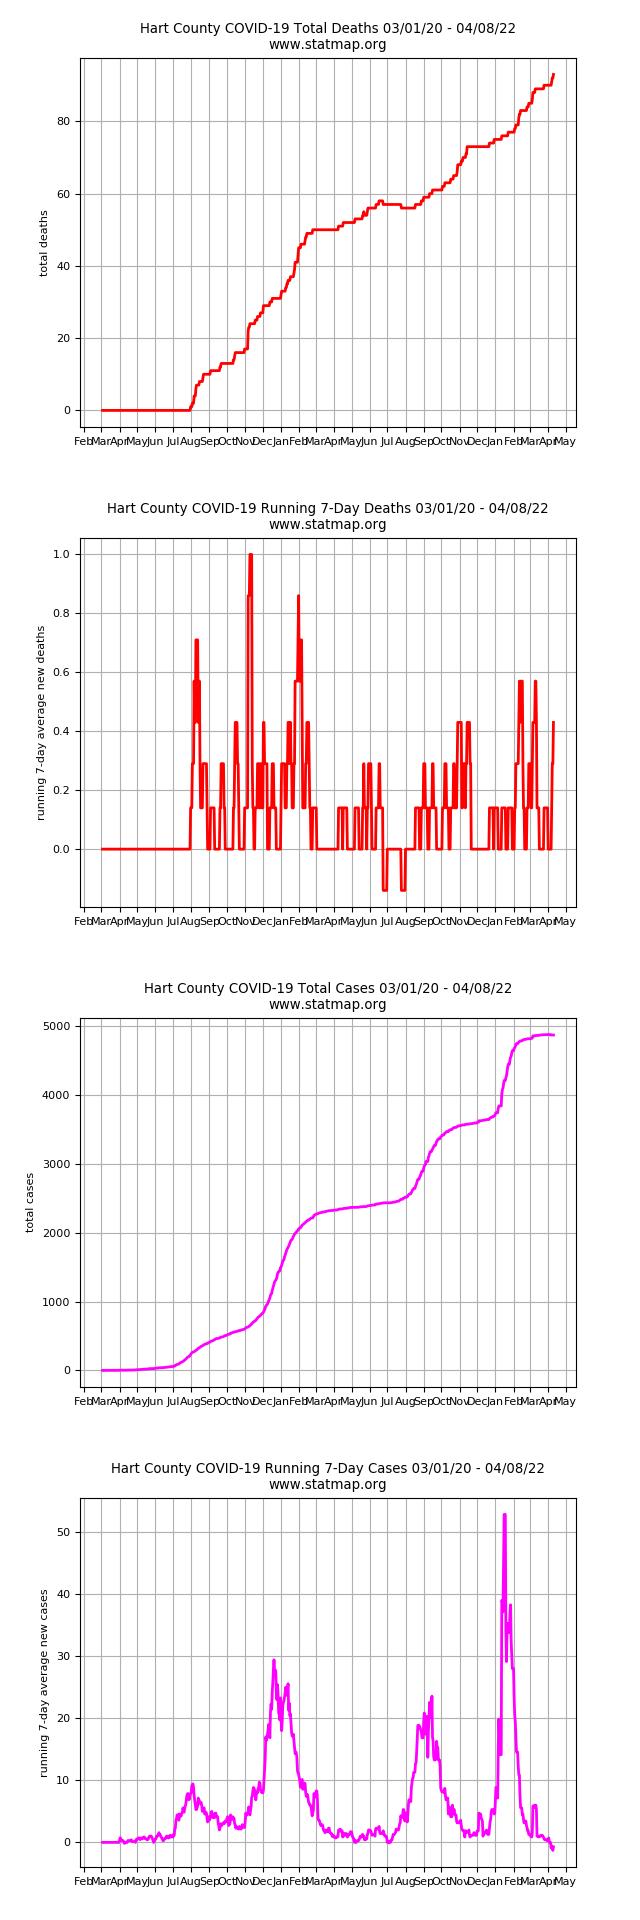 Hart County COVID-19 Total Deaths 03/01/20 - 04/08/22
www.statmap.org
total deaths
80
60
40
20
0
Feb Mar Apr May Jun Jul Aug Sep Oct Nov Dec Jan Feb Mar Apr May Jun Jul Aug Sep Oct Nov Dec Jan Feb Mar Apr May
Hart County COVID-19 Running 7-Day Deaths 03/01/20 - 04/08/22
www.statmap.org
running 7-day average new deaths
1.0
0.8
0.6
0.4
0.2
0.0
Feb Mar Apr May Jun Jul Aug Sep Oct Nov Dec Jan Feb Mar Apr May Jun Jul Aug Sep Oct Nov Dec Jan Feb Mar Apr May
Hart County COVID-19 Total Cases 03/01/20 - 04/08/22
www.statmap.org
total cases
5000
4000
3000
2000
1000
0
Feb Mar Apr May Jun Jul Aug Sep Oct Nov Dec Jan Feb Mar Apr May Jun Jul Aug Sep Oct Nov Dec Jan Feb Mar Apr May
Hart County COVID-19 Running 7-Day Cases 03/01/20 - 04/08/22
www.statmap.org
running 7-day average new cases
50
40
30
20
10
0
Feb Mar Apr May Jun Jul Aug Sep Oct Nov Dec Jan Feb Mar Apr May Jun Jul Aug Sep Oct Nov Dec Jan Feb Mar Apr May